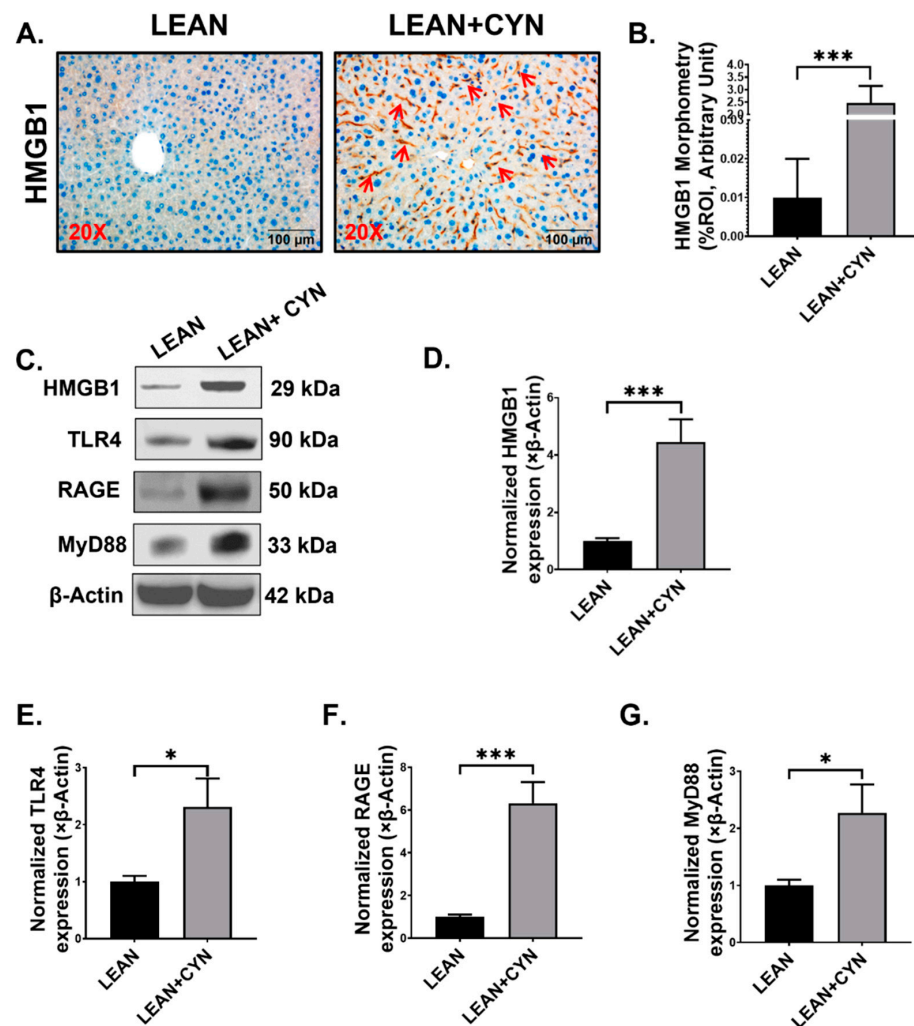 A.
LEAN
LEAN+CYN
HMGB1
20X
100 µm
20X
100 µm
B.
HMGB1 Morphometry
(%ROI, Arbitrary Unit)
4.0
3.5
3.0
2.5
2.0
0.03
0.02
0.01
0.00
***
LEAN
LEAN+CYN
C.
LEAN
LEAN+ CYN
HMGB1
29 kDa
TLR4
90 kDa
RAGE
50 kDa
MyD88
33 kDa
β-Actin
42 kDa
D.
Normalized HMGB1
expression (×β-Actin)
6
4
2
0
***
LEAN
LEAN+CYN
E.
Normalized TLR4
expression (×β-Actin)
3
2
1
0
*
LEAN
LEAN+CYN
F.
Normalized RAGE
expression (×β-Actin)
8
6
4
2
0
***
LEAN
LEAN+CYN
G.
Normalized MyD88
expression (×β-Actin)
3
2
1
0
*
LEAN
LEAN+CYN